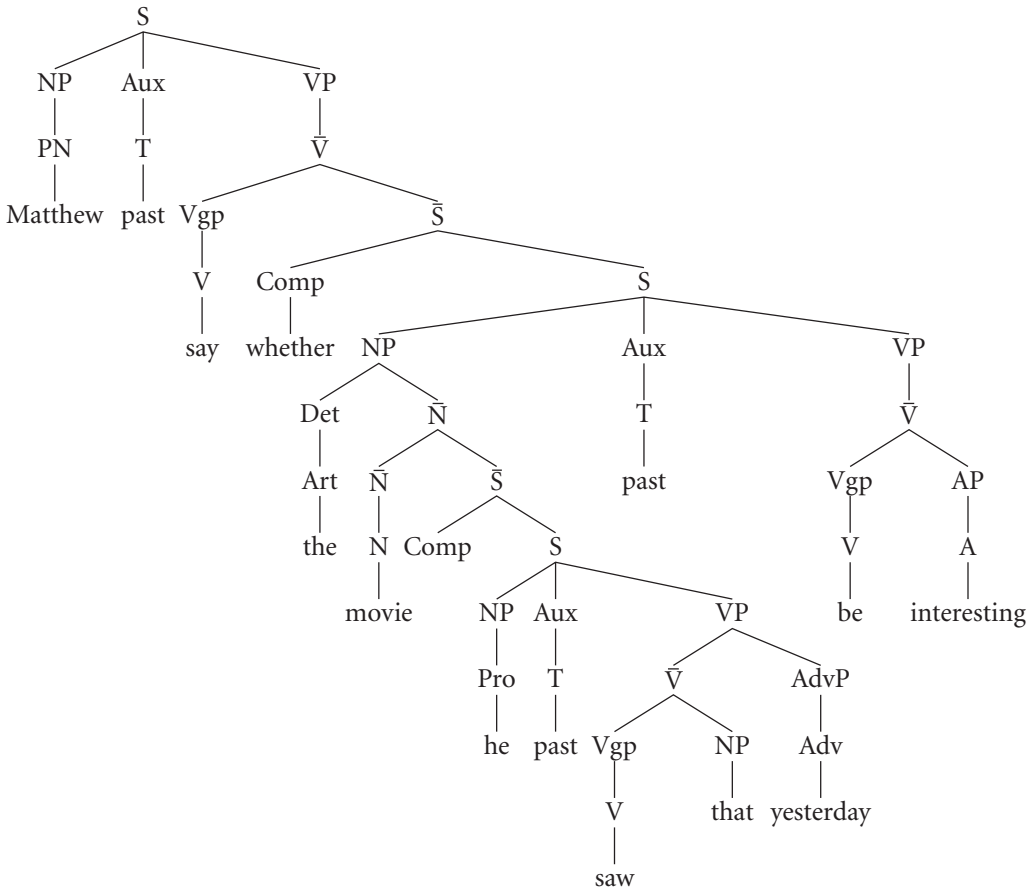 S
NP Aux VP
PN T V̄
Matthew past Vgp S̄
V Comp S
say whether NP Aux VP
Det N̄ T V̄
Art N̄ S̄ past Vgp AP
the N Comp S V A
movie NP Aux VP be interesting
Pro T V̄ AdvP
he past Vgp NP Adv
V that yesterday
saw